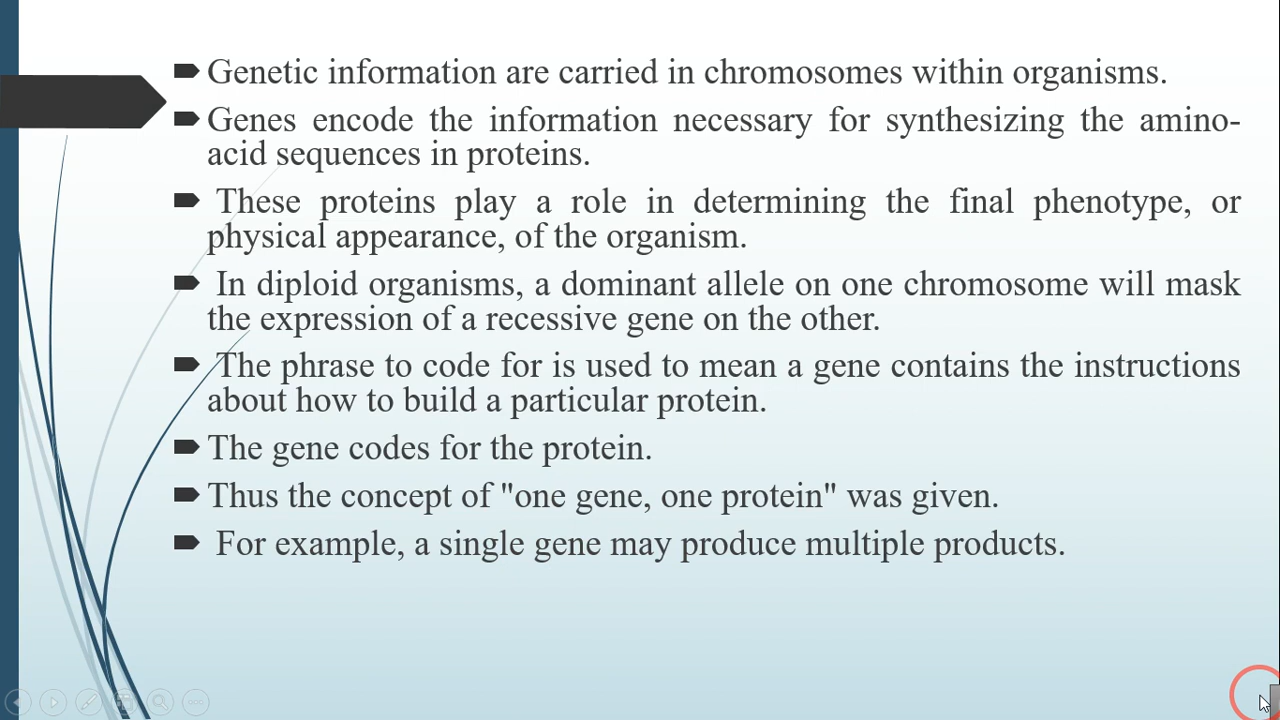 Genetic information are carried in chromosomes within organisms.
Genes encode the information necessary for synthesizing the amino-
acid sequences in proteins.
These proteins play a role in determining the final phenotype, or
physical appearance, of the organism.
In diploid organisms, a dominant allele on one chromosome will mask
the expression of a recessive gene on the other.
The phrase to code for is used to mean a gene contains the instructions
about how to build a particular protein.
The gene codes for the protein.
Thus the concept of "one gene, one protein" was given.
For example, a single gene may produce multiple products.